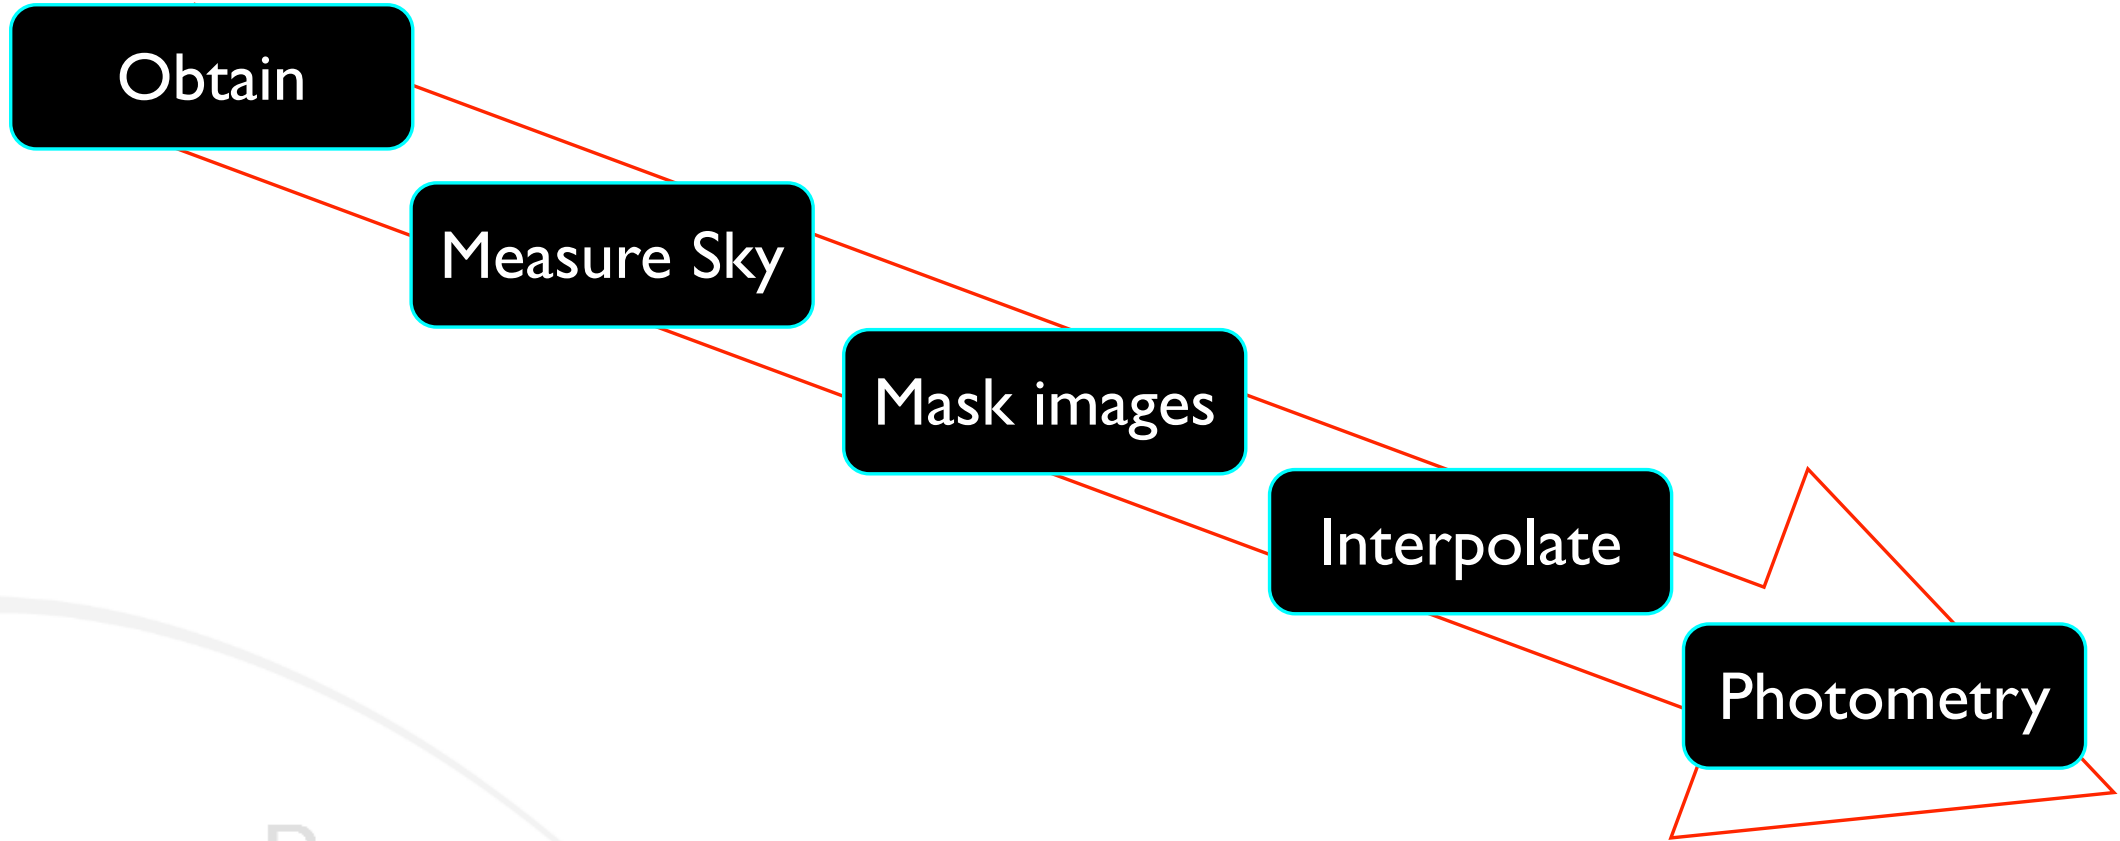 Obtain
Measure Sky
Mask images
Interpolate
Photometry